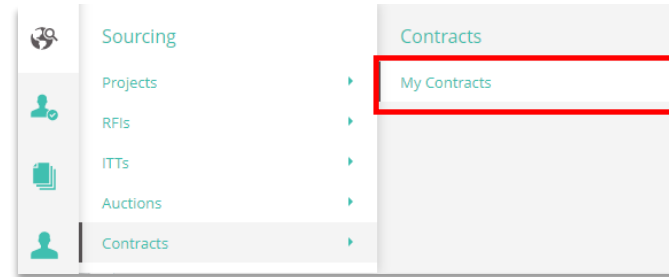 Sourcing
Projects
RFIs
ITTs
Auctions
Contracts
Contracts
My Contracts